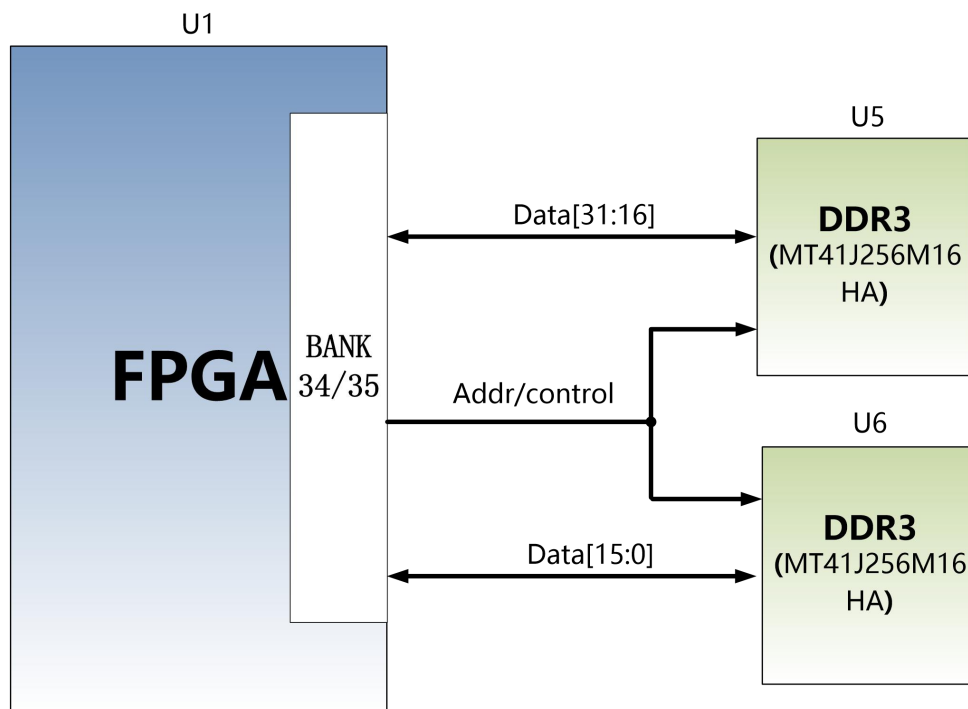 U1
FPGA
BANK
34/35
Data[31:16]
Addr/control
Data[15:0]
U5
DDR3
(MT41J256M16
HA)
U6
DDR3
(MT41J256M16
HA)